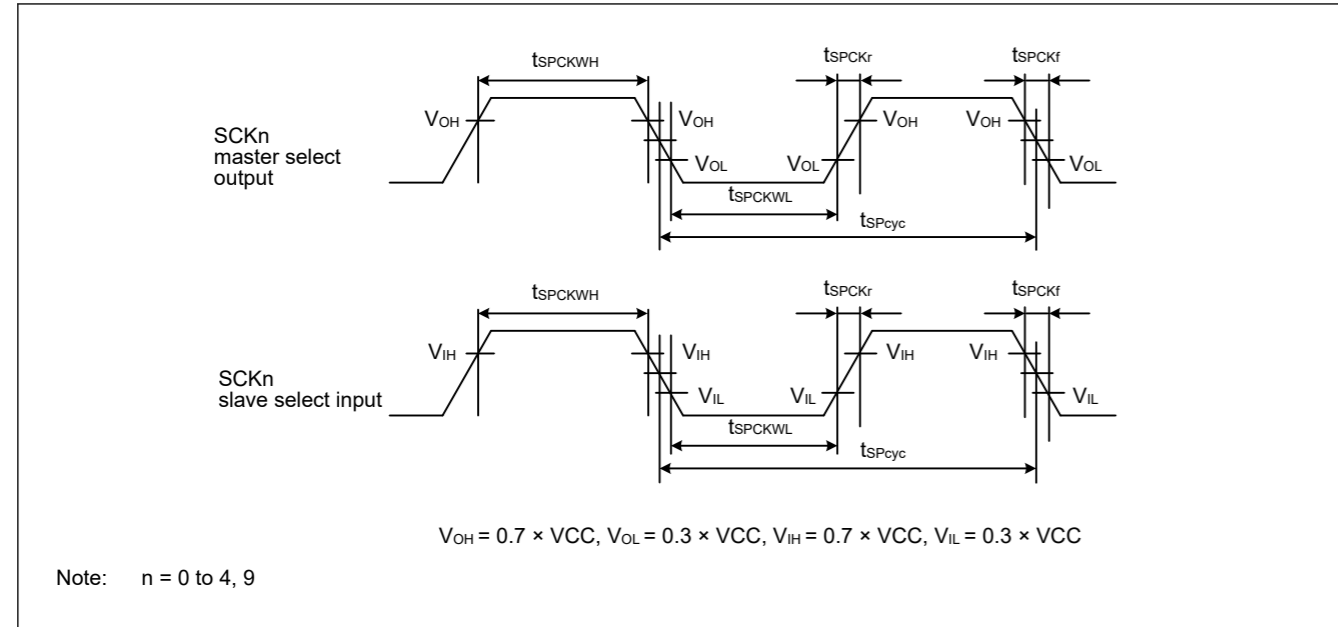 tSPCKWH tSPCKr tSPCKf
VOH VOH VOH VOH
SCKn
master select
output
VOL VOL VOL
tSPCKWL
tSPcyc
tSPCKWH tSPCKr tSPCKf
VIH VIH VIH VIH
SCKn
slave select input
VIL VIL VIL
tSPCKWL
tSPcyc
VOH = 0.7 × VCC, VOL = 0.3 × VCC, VIH = 0.7 × VCC, VIL = 0.3 × VCC
Note: n = 0 to 4, 9